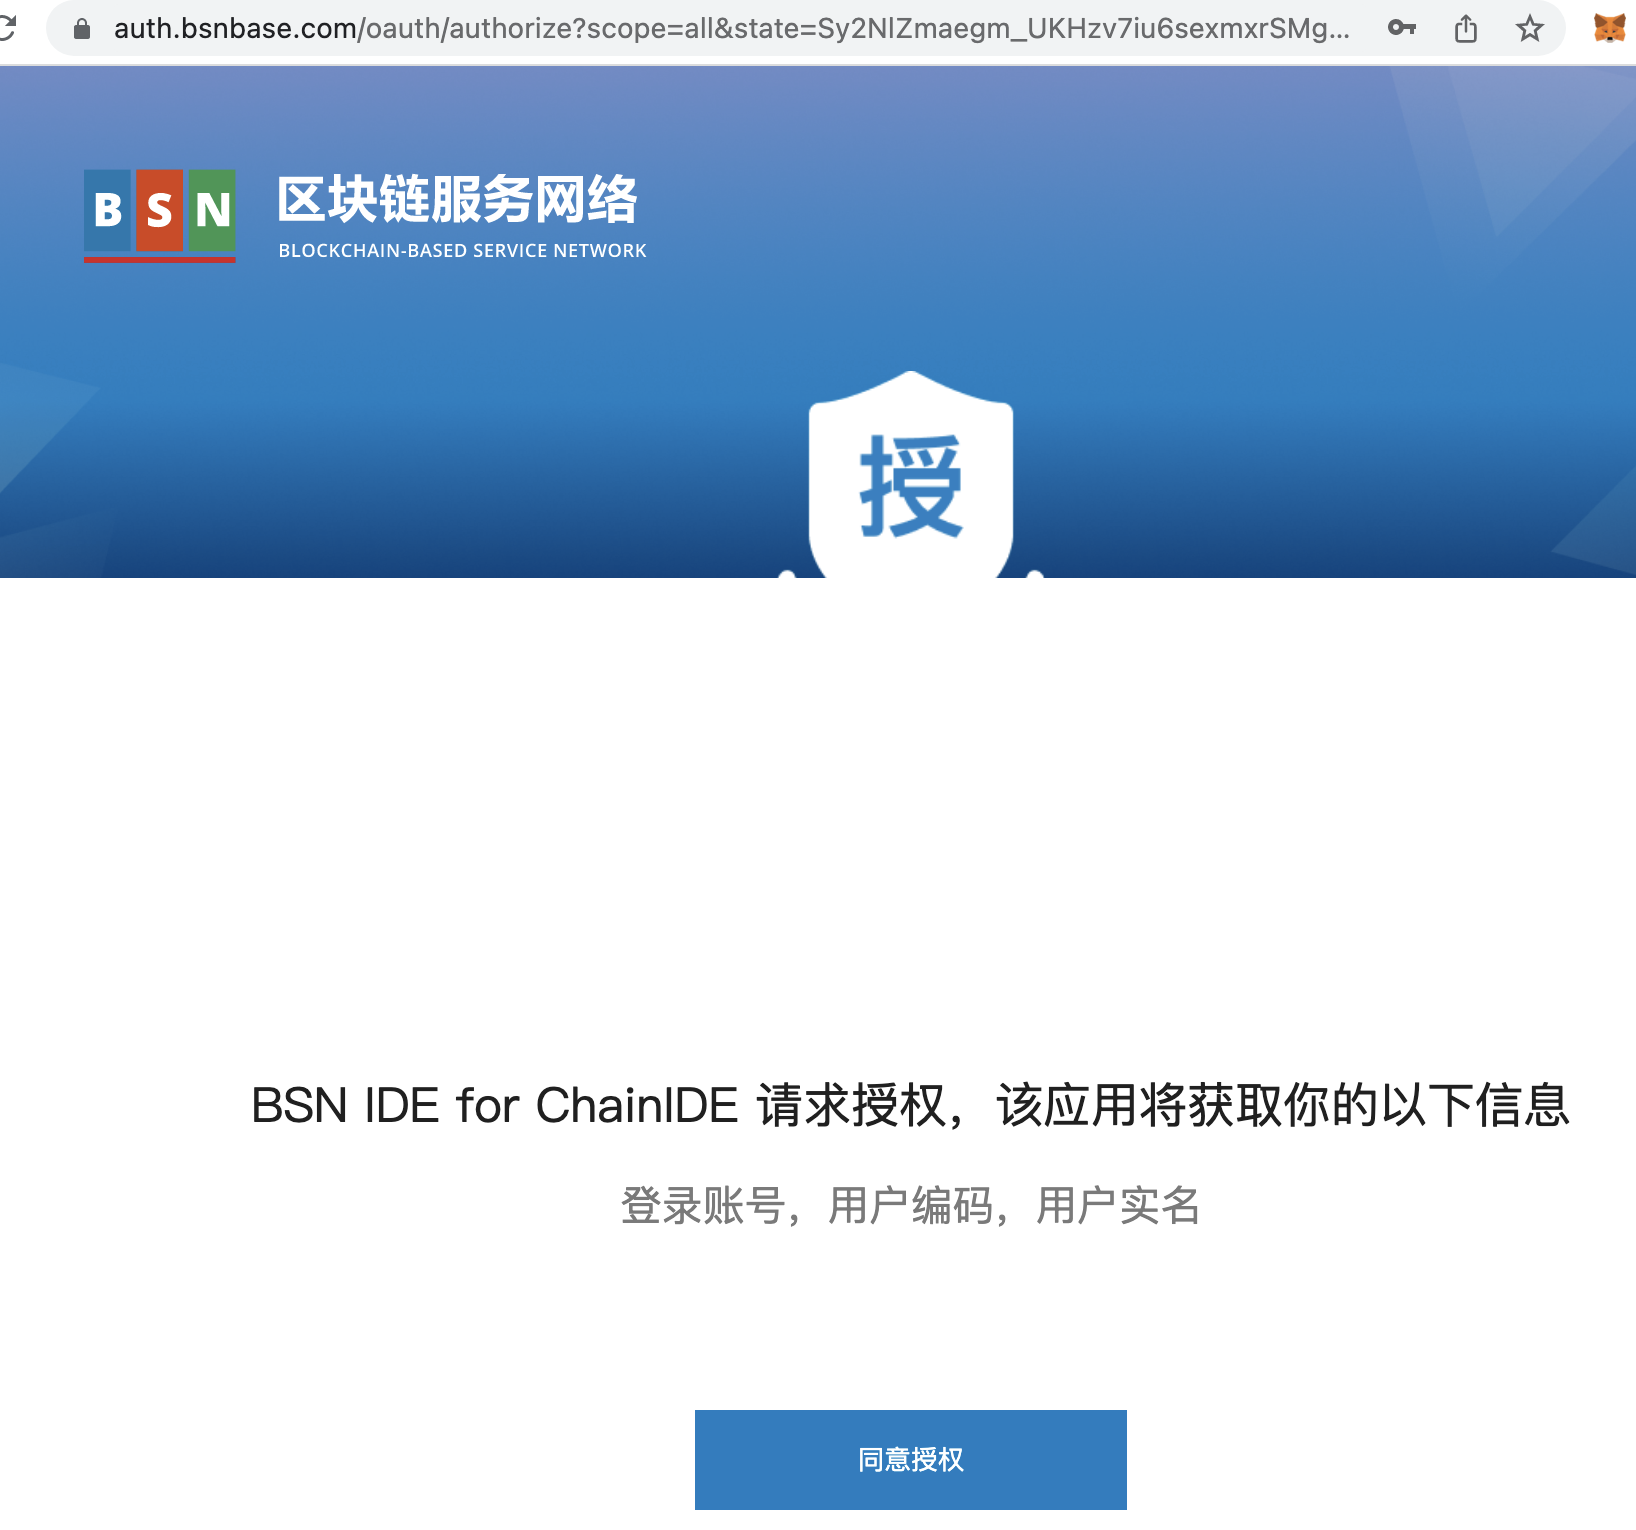 auth.bsnbase.com/oauth/authorize?scope=all&state=Sy2NlZmaegm_UKHzv7iu6sexmxrSMg...
BSN
区块链服务网络
BLOCKCHAIN-BASED SERVICE NETWORK
授
BSN IDE for ChainIDE 请求授权，该应用将获取你的以下信息
登录账号，用户编码，用户实名
同意授权